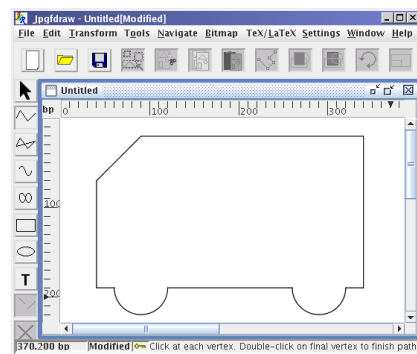 Jpgfdraw - Untitled[Modified]
File Edit Transform Tools Navigate Bitmap TeX/LaTeX Settings Window Help
Untitled
bp 0 100 200 300
100
200
T
370.200 bp Modified Click at each vertex. Double-click on final vertex to finish path